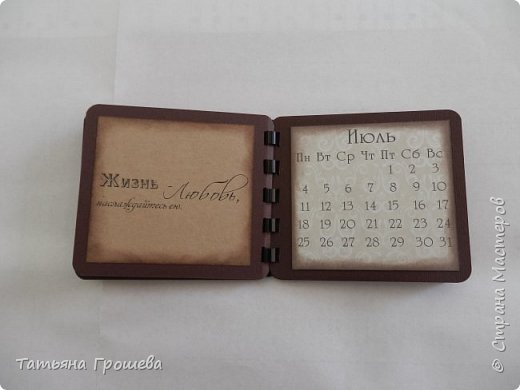 Жизнь - Любовь,
наслаждайтесь ею.
Июль
Пн Вт Ср Чт Пт Сб Вс
1 2 3
4 5 6 7 8 9 10
11 12 13 14 15 16 17
18 19 20 21 22 23 24
25 26 27 28 29 30 31
Татьяна Грошева
© Страна Мастеров